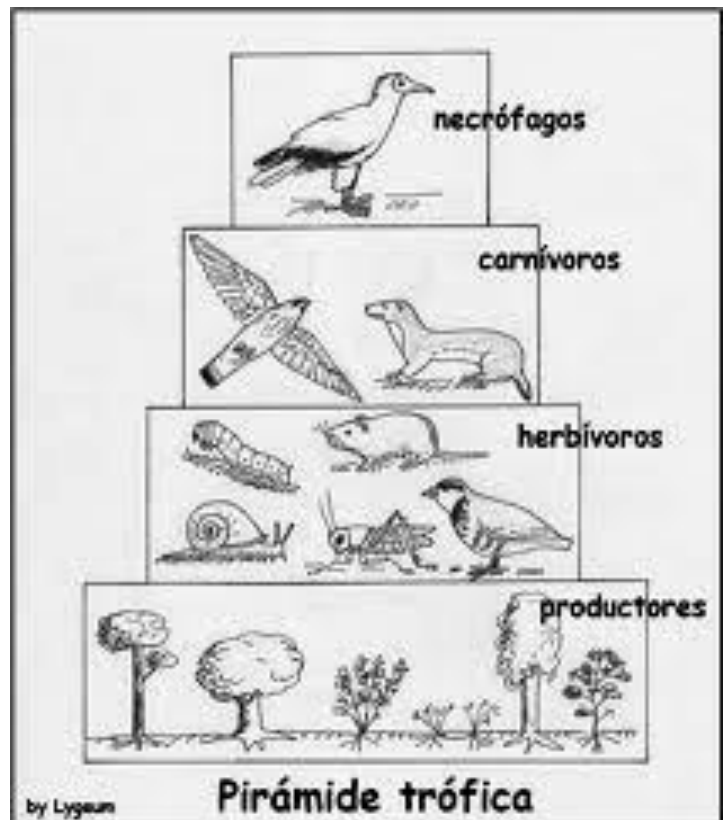 necrófagos
carnívoros
herbívoros
productores
Pirámide trófica
by Lygeum